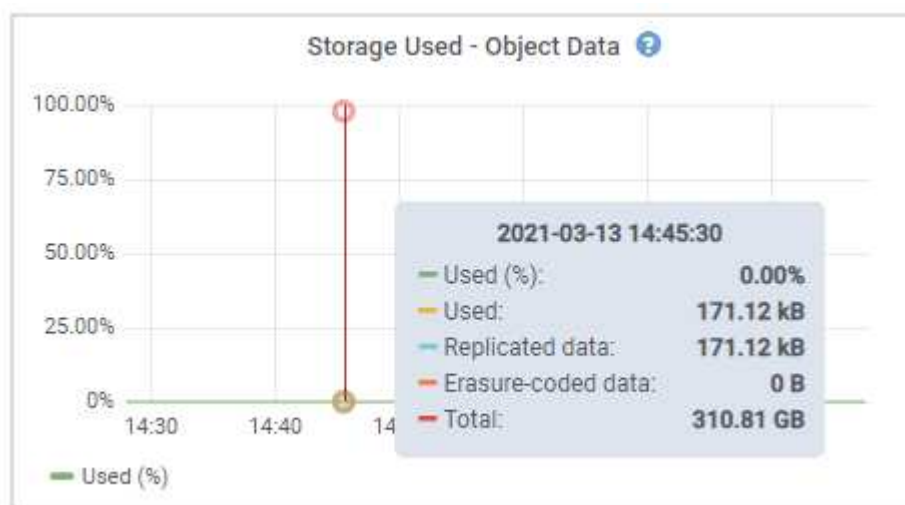 Storage Used - Object Data ?
100.00%
75.00%
50.00%
25.00%
0%
14:30
14:40
2021-03-13 14:45:30
Used (%): 0.00%
Used: 171.12 kB
Replicated data: 171.12 kB
Erasure-coded data: 0 B
Total: 310.81 GB
Used (%)